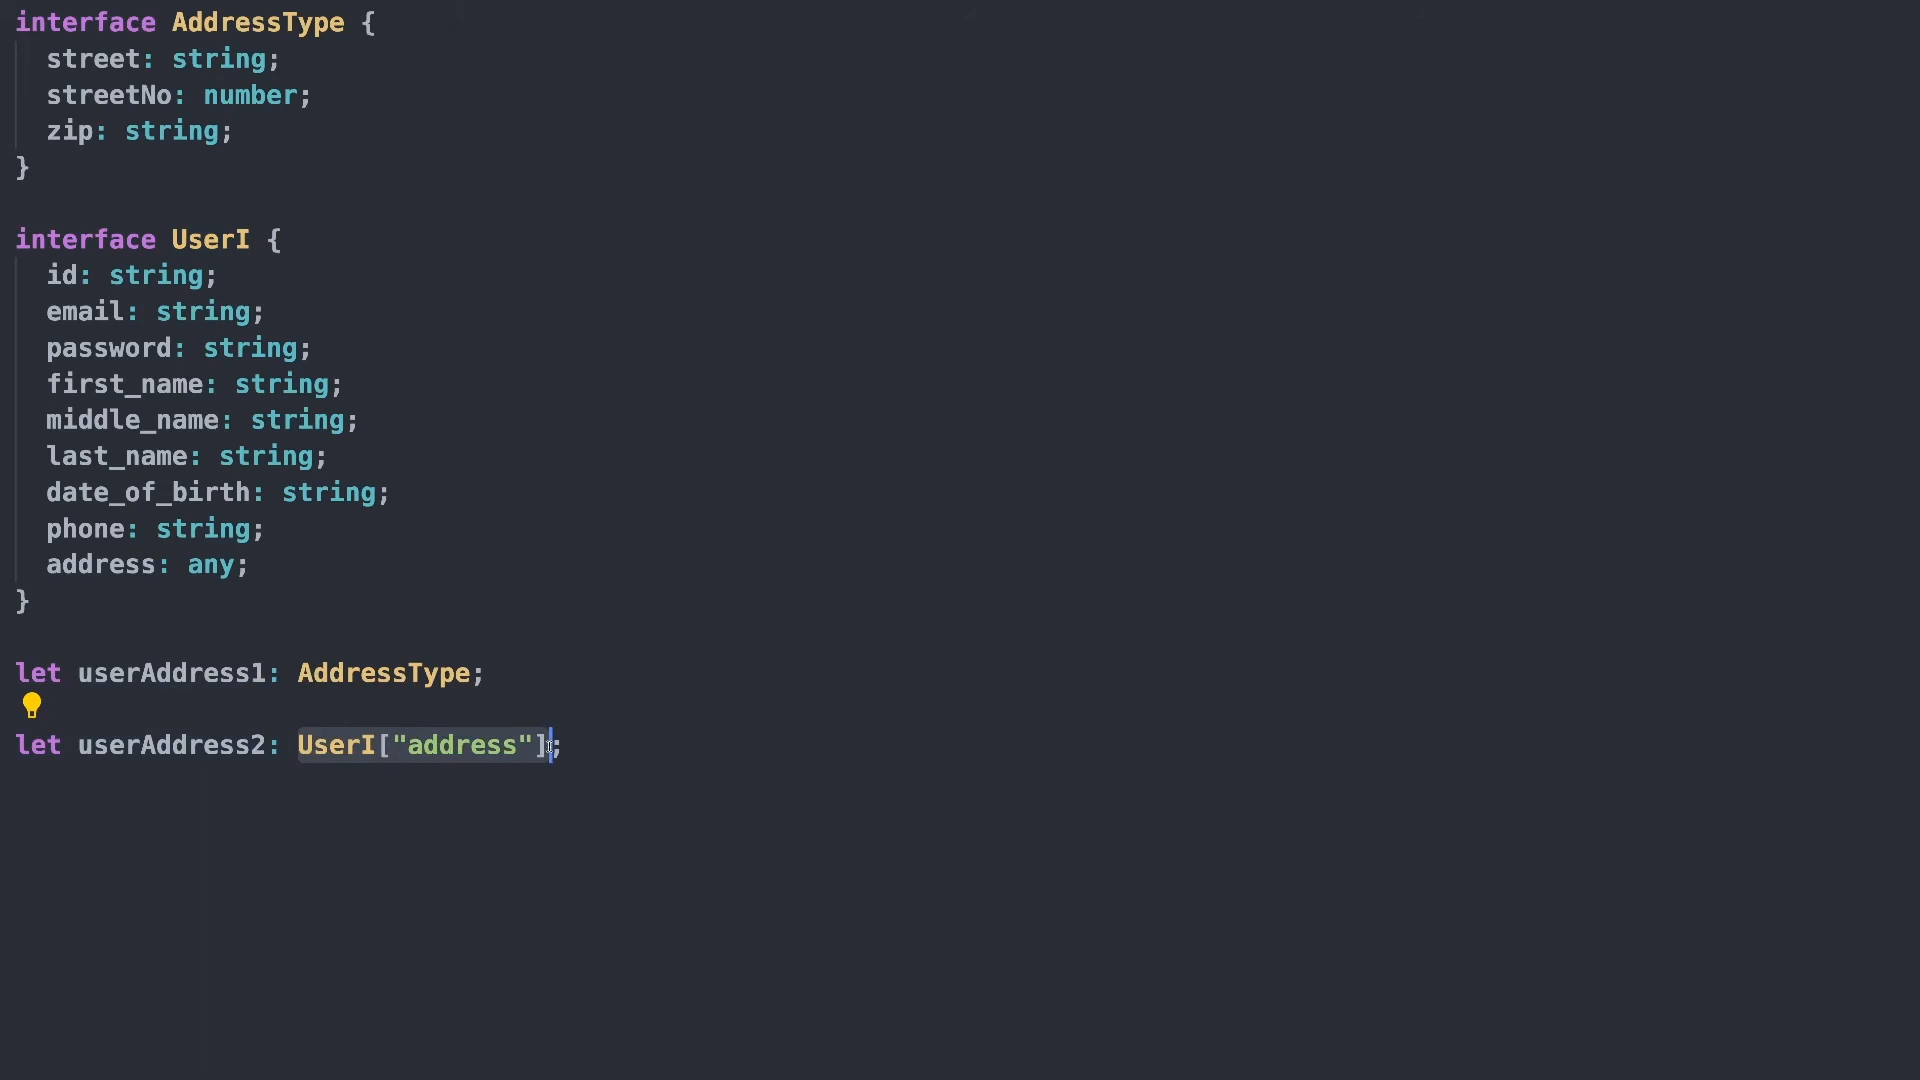 interface AddressType {
  street: string;
  streetNo: number;
  zip: string;
}

interface UserI {
  id: string;
  email: string;
  password: string;
  first_name: string;
  middle_name: string;
  last_name: string;
  date_of_birth: string;
  phone: string;
  address: any;
}

let userAddress1: AddressType;

let userAddress2: UserI["address"];